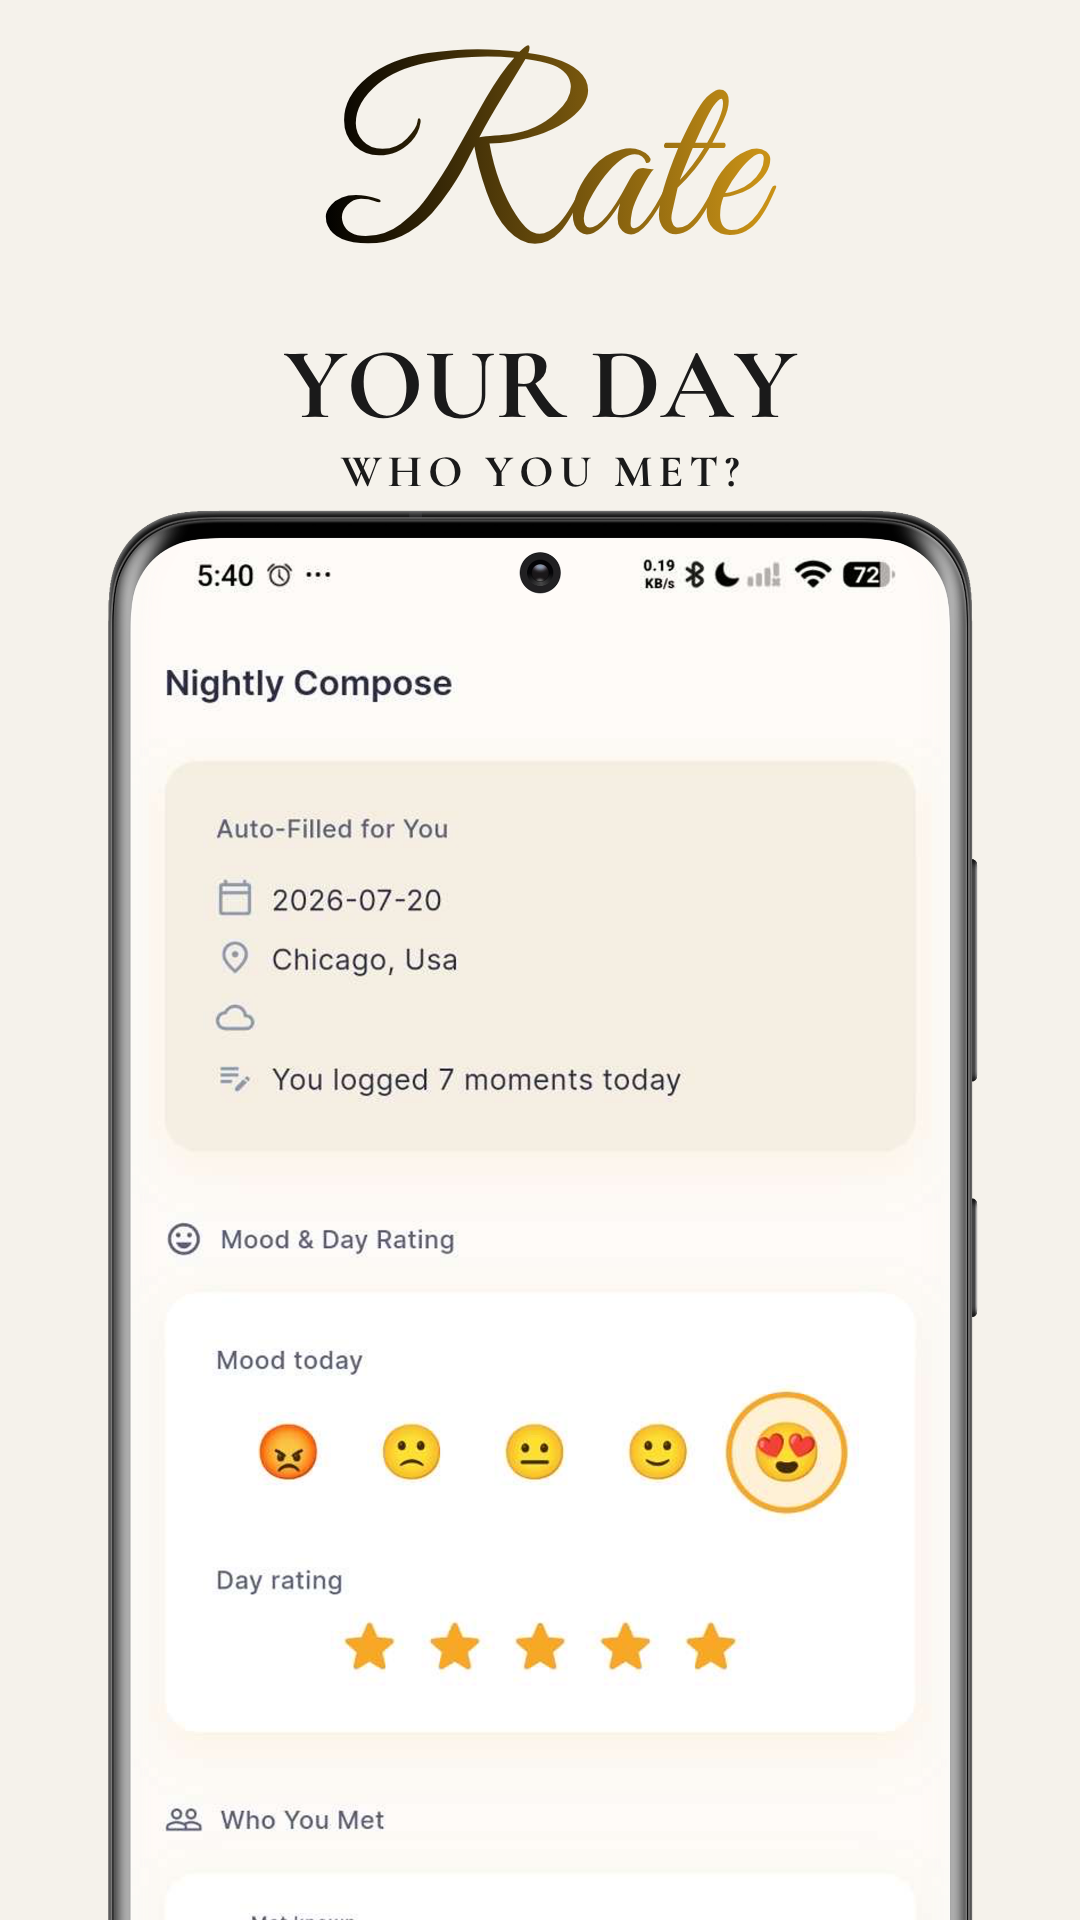 Rate
YOUR DAY
WHO YOU MET?
5:40 ... 0.19 KB/s 72
Nightly Compose
Auto-Filled for You
2026-07-20
Chicago, Usa
You logged 7 moments today
Mood & Day Rating
Mood today
Day rating
Who You Met
Met known